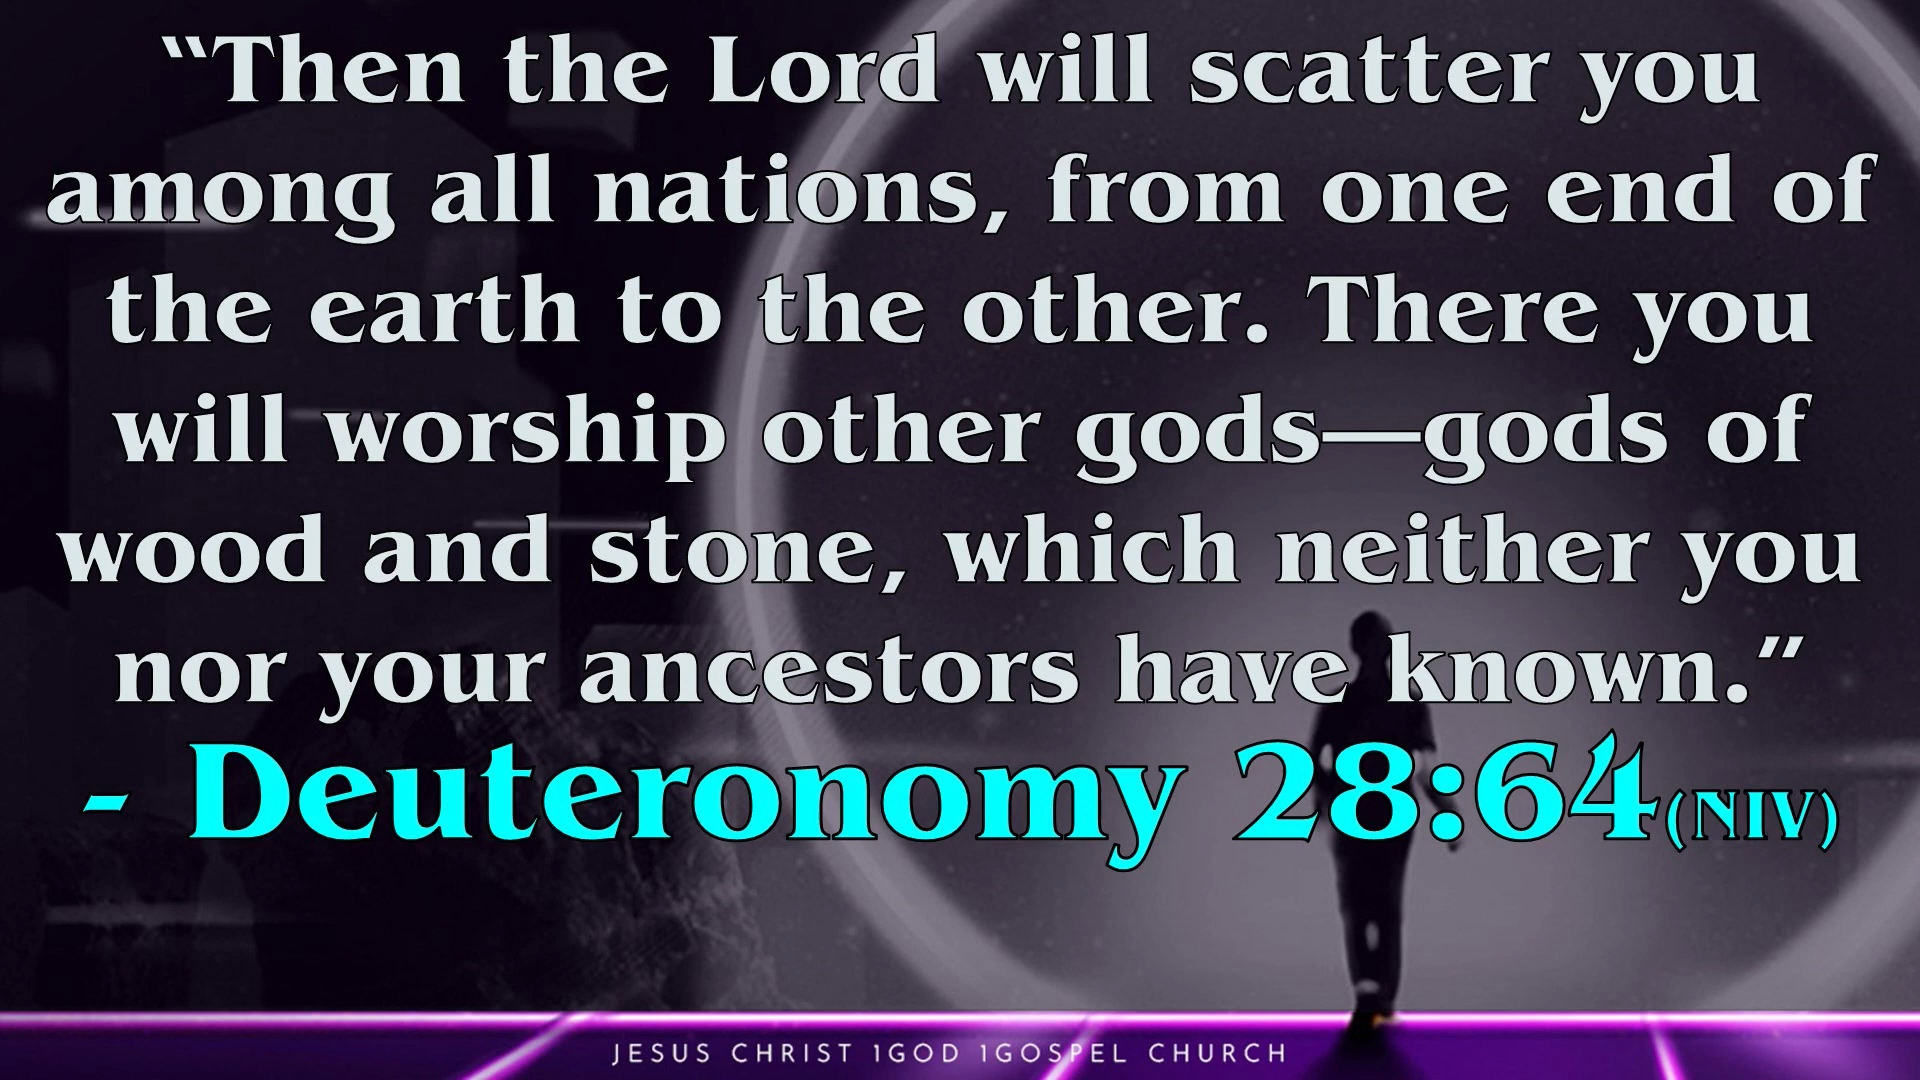 “Then the Lord will scatter you
among all nations, from one end of
the earth to the other. There you
will worship other gods—gods of
wood and stone, which neither you
nor your ancestors have known.”
- Deuteronomy 28:64(NIV)
JESUS CHRIST 1GOD 1GOSPEL CHURCH